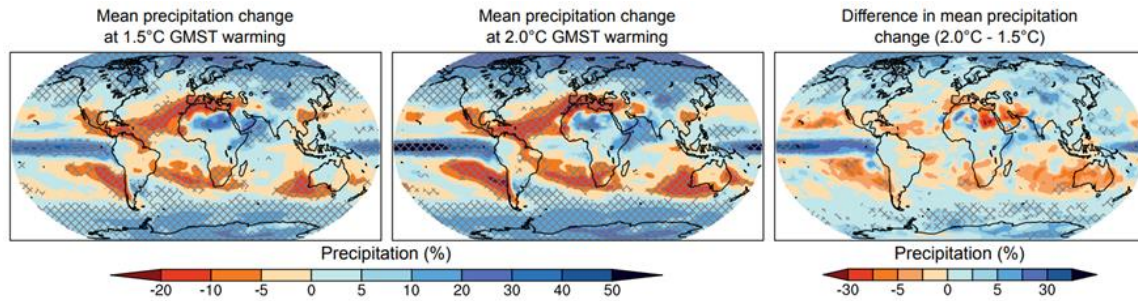 Mean precipitation change
at 1.5°C GMST warming
Mean precipitation change
at 2.0°C GMST warming
Difference in mean precipitation
change (2.0°C - 1.5°C)
Precipitation (%)
-20 -10 -5 0 5 10 20 30 40 50
Precipitation (%)
-30 -5 0 5 30